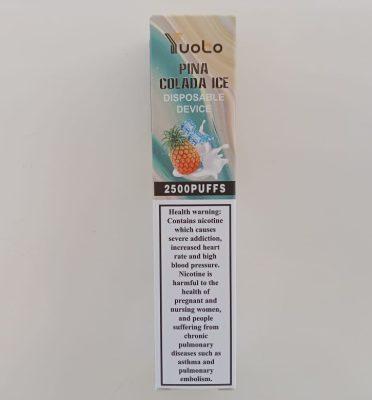 YuoLo
PINA
COLADA ICE
DISPOSABLE
DEVICE
2500PUFFS
Health warning:
Contains nicotine
which causes
severe addiction,
increased heart
rate and high
blood pressure.
Nicotine is
harmful to the
health of
pregnant and
nursing women,
and people
suffering from
chronic
pulmonary
diseases such as
asthma and
pulmonary
embolism.